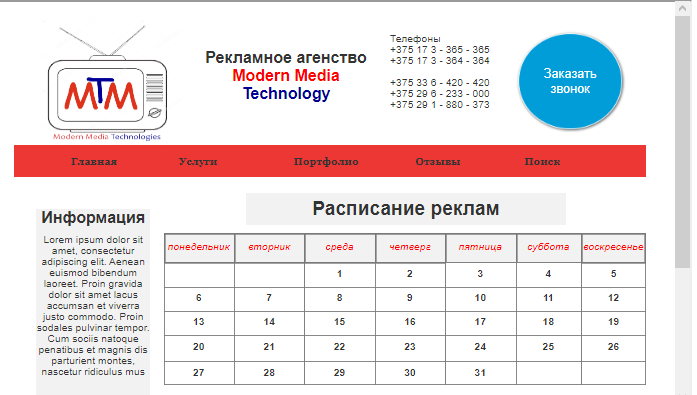 MTM
Modern Media Technologies
Рекламное агенство
Modern Media
Technology
Телефоны
+375 17 3 - 365 - 365
+375 17 3 - 364 - 364
+375 33 6 - 420 - 420
+375 29 6 - 233 - 000
+375 29 1 - 880 - 373
Заказать
звонок
Главная Услуги Портфолио Отзывы Поиск
Информация
Lorem ipsum dolor sit
amet, consectetur
adipiscing elit. Aenean
euismod bibendum
laoreet. Proin gravida
dolor sit amet lacus
accumsan et viverra
justo commodo. Proin
sodales pulvinar tempor.
Cum sociis natoque
penatibus et magnis dis
parturient montes,
nascetur ridiculus mus
Расписание реклам
понедельник вторник среда четверг пятница суббота воскресенье
1 2 3 4 5
6 7 8 9 10 11 12
13 14 15 16 17 18 19
20 21 22 23 24 25 26
27 28 29 30 31